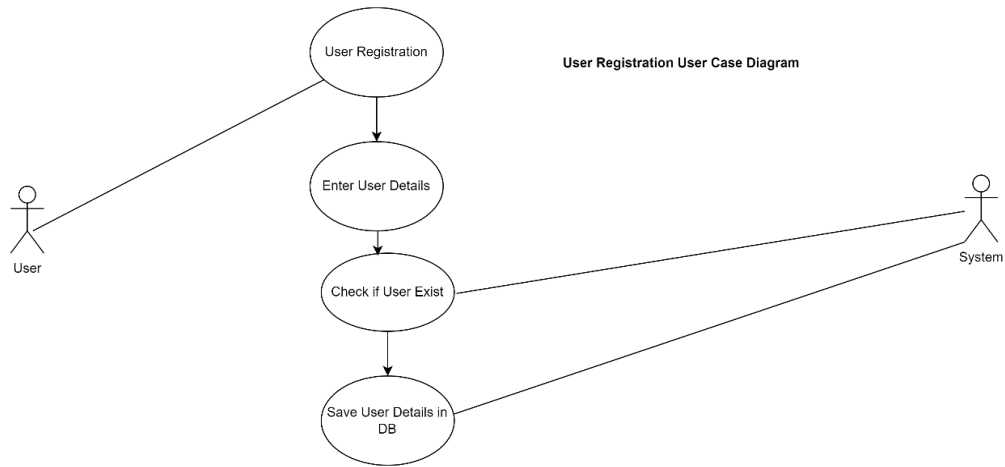 User Registration
User Registration User Case Diagram
Enter User Details
User
System
Check if User Exist
Save User Details in
DB